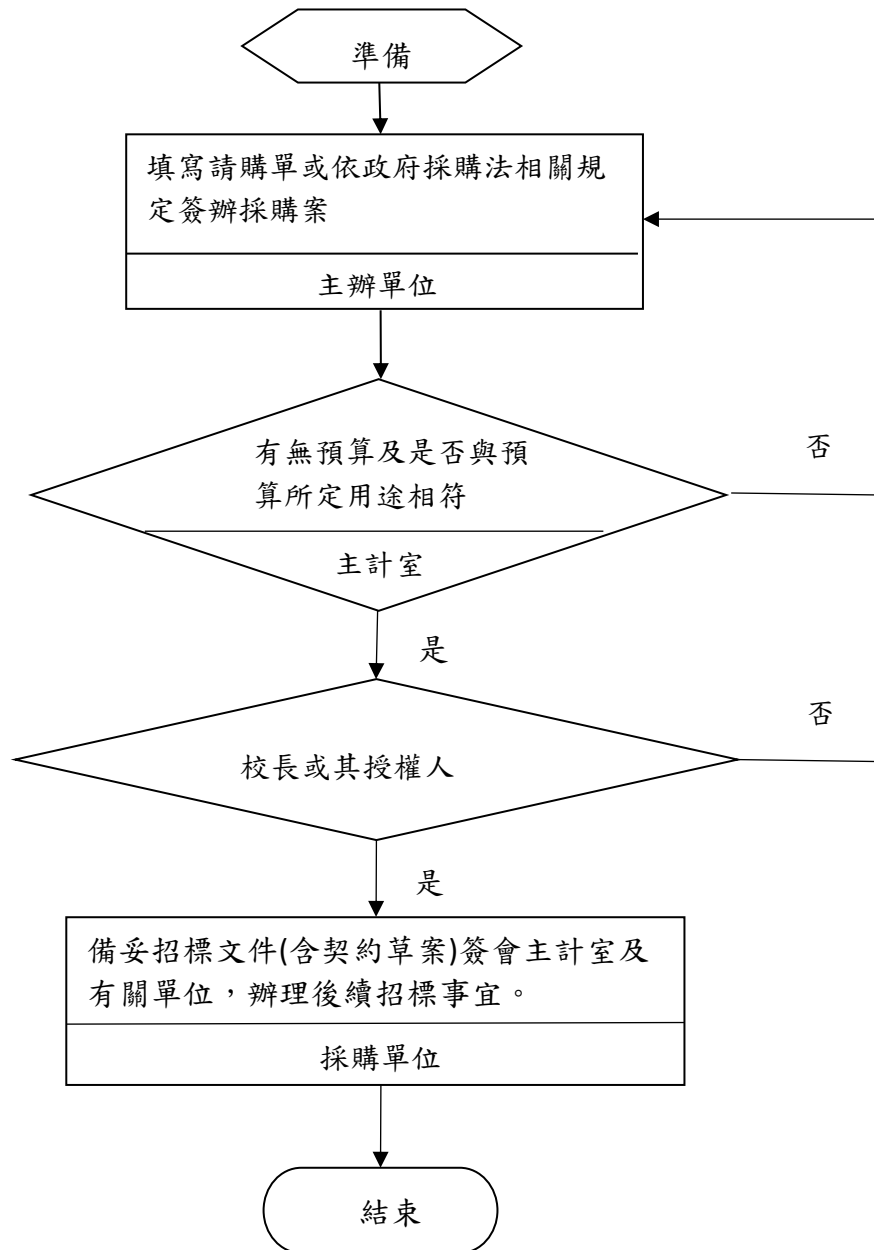 準備
填寫請購單或依政府採購法相關規
定簽辦採購案
主辦單位
有無預算及是否與預
算所定用途相符
否
主計室
是
否
校長或其授權人
是
備妥招標文件(含契約草案)簽會主計室及
有關單位，辦理後續招標事宜。
採購單位
結束